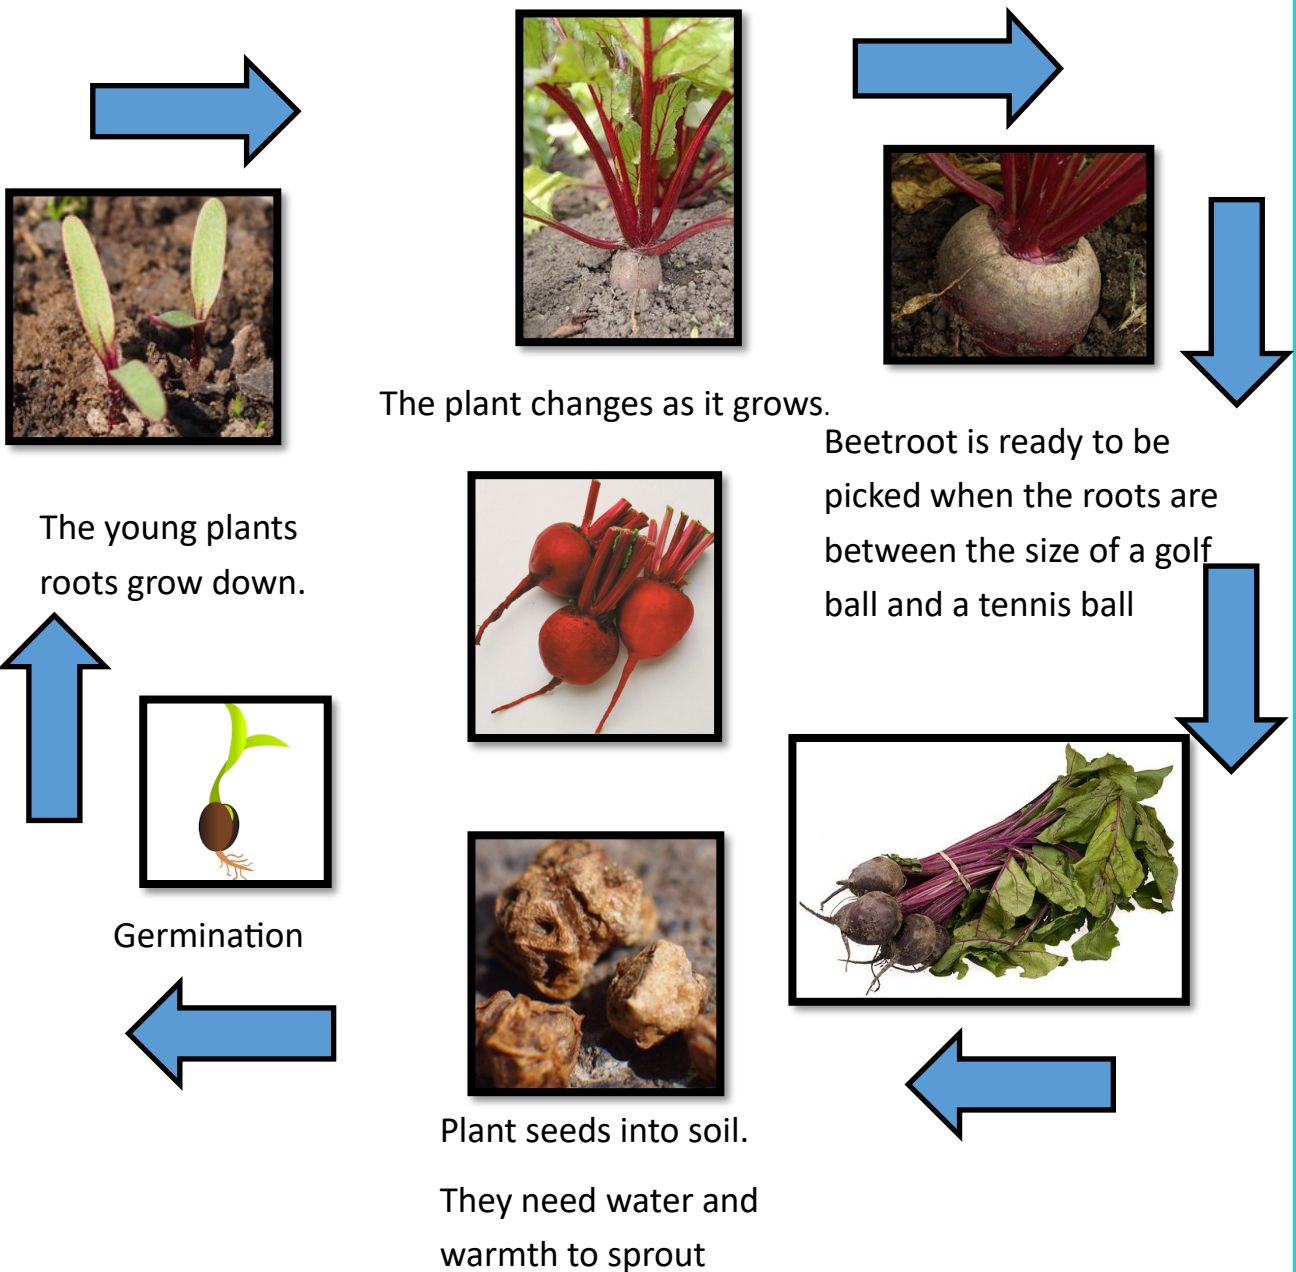 The plant changes as it grows.
Beetroot is ready to be
picked when the roots are
between the size of a golf
ball and a tennis ball
The young plants
roots grow down.
Germination
Plant seeds into soil.
They need water and
warmth to sprout